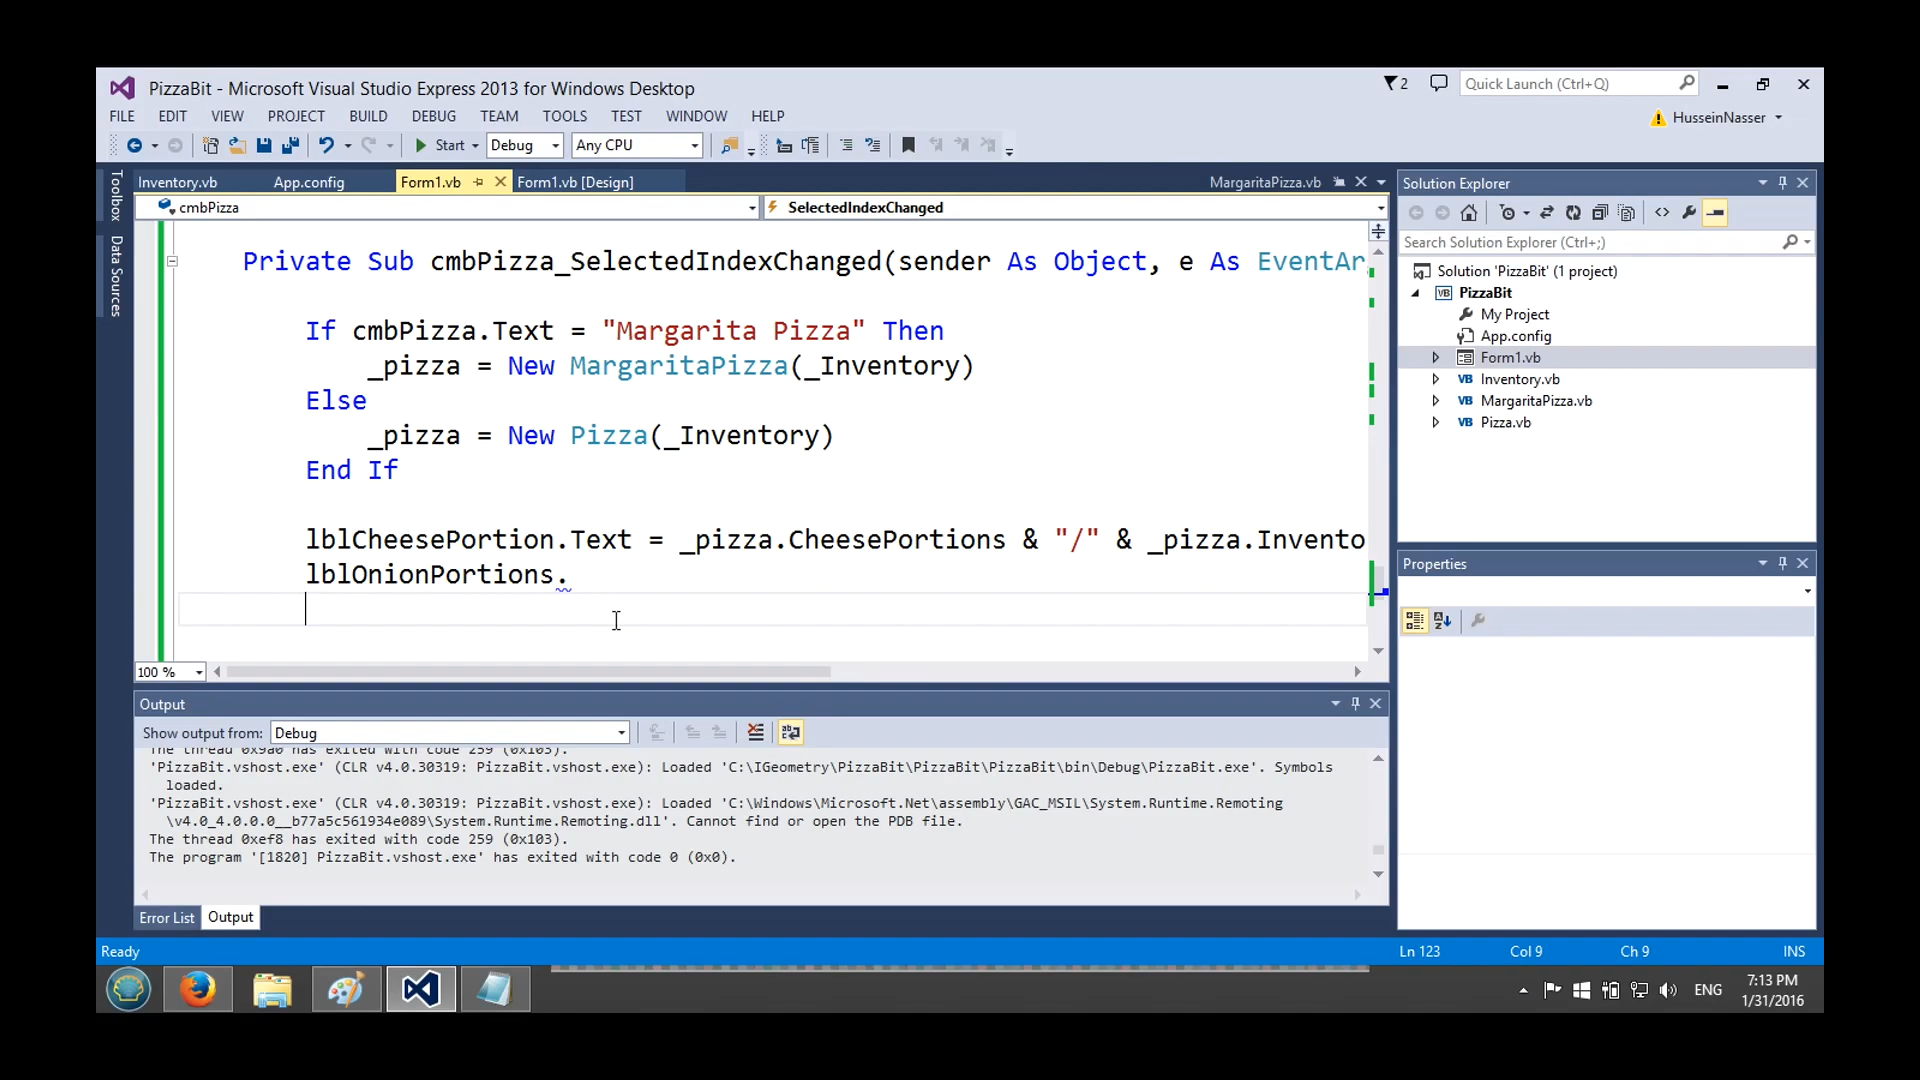 PizzaBit - Microsoft Visual Studio Express 2013 for Windows Desktop
2
Quick Launch (Ctrl+Q)
FILE EDIT VIEW PROJECT BUILD DEBUG TEAM TOOLS TEST WINDOW HELP
HusseinNasser
Start Debug Any CPU
Toolbox
Data Sources
Inventory.vb App.config Form1.vb Form1.vb [Design] MargaritaPizza.vb
cmbPizza SelectedIndexChanged
Private Sub cmbPizza_SelectedIndexChanged(sender As Object, e As EventAr
If cmbPizza.Text = "Margarita Pizza" Then
_pizza = New MargaritaPizza(_Inventory)
Else
_pizza = New Pizza(_Inventory)
End If
lblCheesePortion.Text = _pizza.CheesePortions & "/" & _pizza.Invento
lblOnionPortions.
100 %
Solution Explorer
Search Solution Explorer (Ctrl+;)
Solution 'PizzaBit' (1 project)
VB PizzaBit
My Project
App.config
Form1.vb
VB Inventory.vb
VB MargaritaPizza.vb
VB Pizza.vb
Properties
Output
Show output from: Debug
The thread 0x9a0 has exited with code 259 (0x103).
'PizzaBit.vshost.exe' (CLR v4.0.30319: PizzaBit.vshost.exe): Loaded 'C:\IGeometry\PizzaBit\PizzaBit\PizzaBit\bin\Debug\PizzaBit.exe'. Symbols
loaded.
'PizzaBit.vshost.exe' (CLR v4.0.30319: PizzaBit.vshost.exe): Loaded 'C:\Windows\Microsoft.Net\assembly\GAC_MSIL\System.Runtime.Remoting
\v4.0_4.0.0.0__b77a5c561934e089\System.Runtime.Remoting.dll'. Cannot find or open the PDB file.
The thread 0xef8 has exited with code 259 (0x103).
The program '[1820] PizzaBit.vshost.exe' has exited with code 0 (0x0).
Error List Output
Ready Ln 123 Col 9 Ch 9 INS
ENG
7:13 PM
1/31/2016